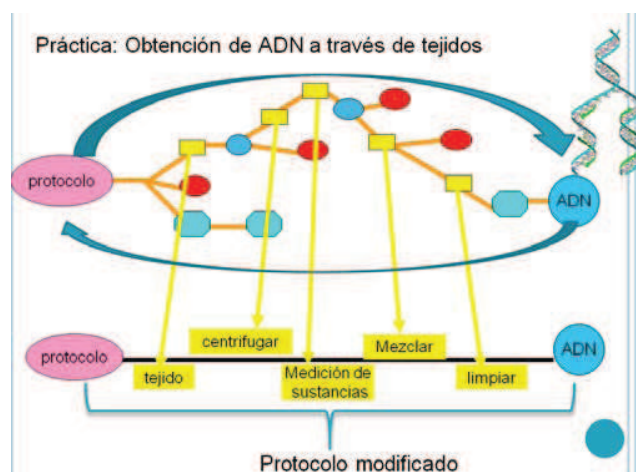 Práctica: Obtención de ADN a través de tejidos
protocolo
ADN
protocolo
centrifugar
Mezclar
ADN
tejido
Medición de
sustancias
limpiar
Protocolo modificado